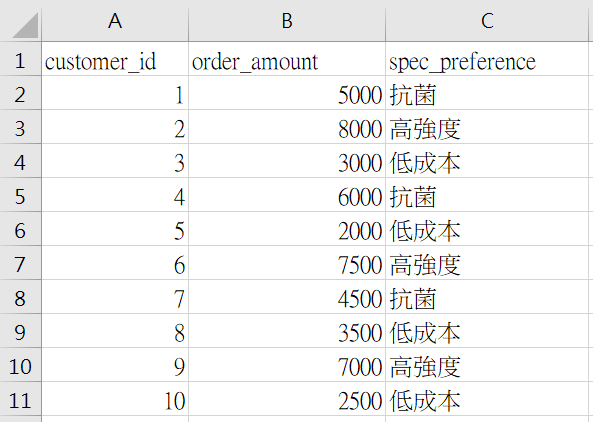 A B C
1 customer_id order_amount spec_preference
2 1 5000 抗菌
3 2 8000 高強度
4 3 3000 低成本
5 4 6000 抗菌
6 5 2000 低成本
7 6 7500 高強度
8 7 4500 抗菌
9 8 3500 低成本
10 9 7000 高強度
11 10 2500 低成本